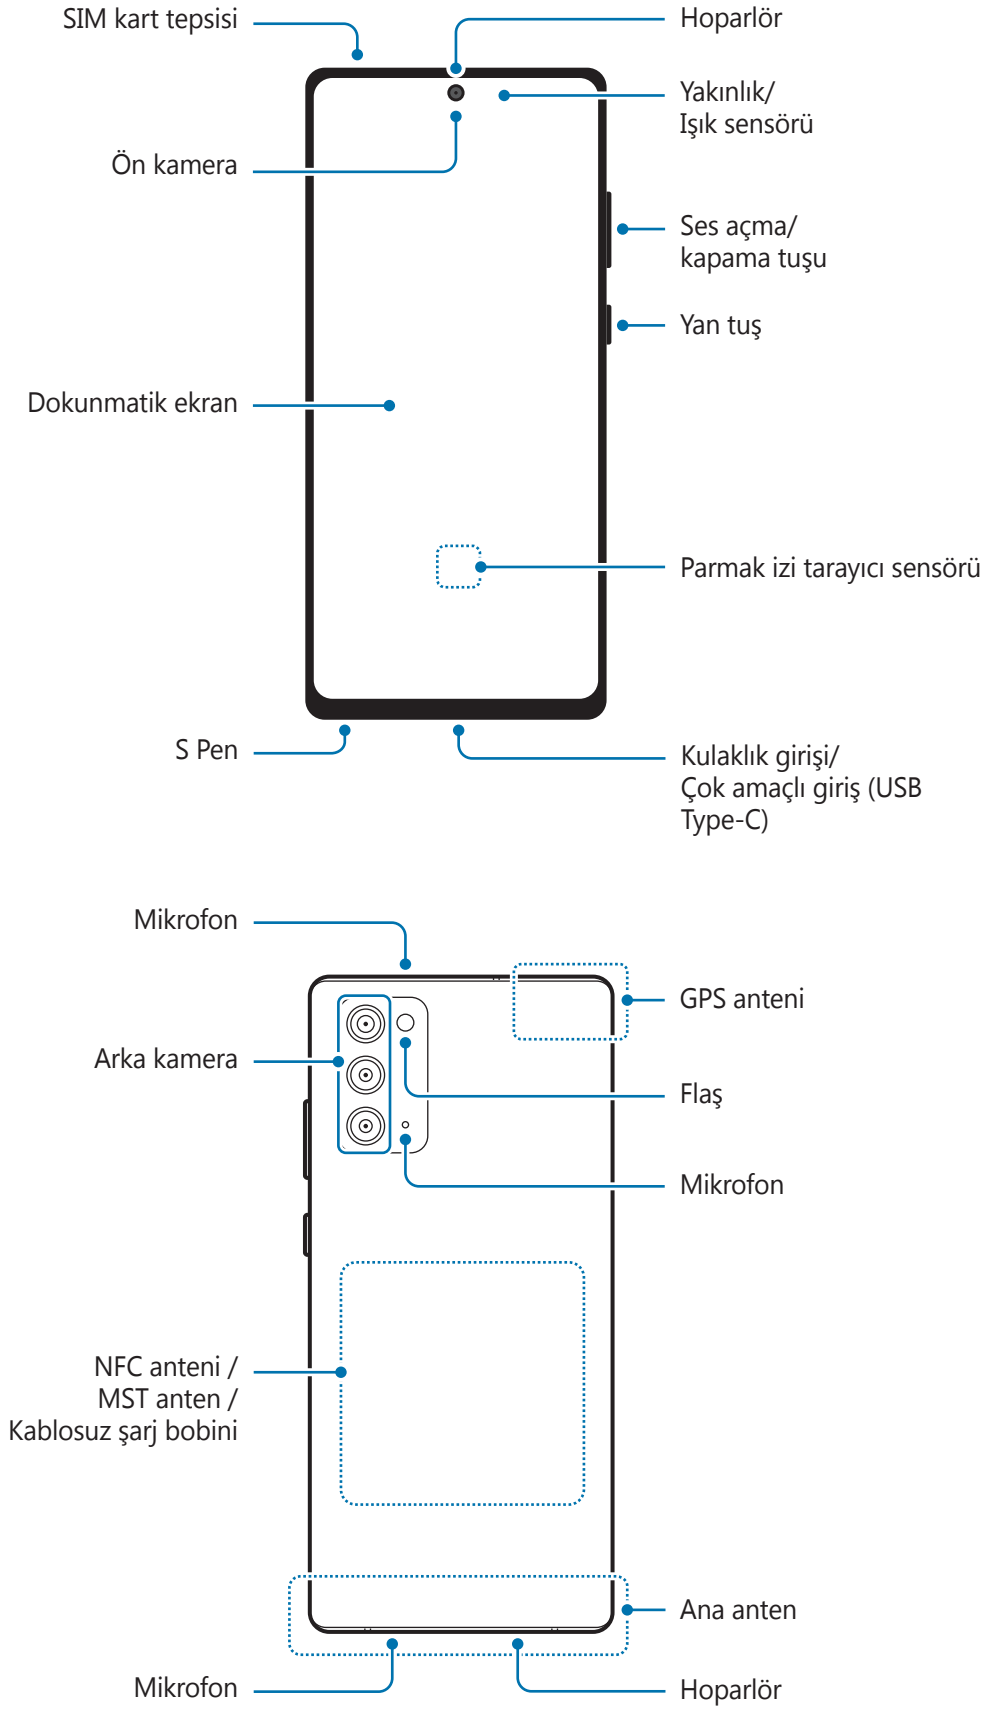 SIM kart tepsisi
Hoparlör
Yakınlık/
Işık sensörü
Ön kamera
Ses açma/
kapama tuşu
Yan tuş
Dokunmatik ekran
Parmak izi tarayıcı sensörü
S Pen
Kulaklık girişi/
Çok amaçlı giriş (USB
Type-C)
Mikrofon
GPS anteni
Arka kamera
Flaş
Mikrofon
NFC anteni /
MST anten /
Kablosuz şarj bobini
Ana anten
Mikrofon
Hoparlör